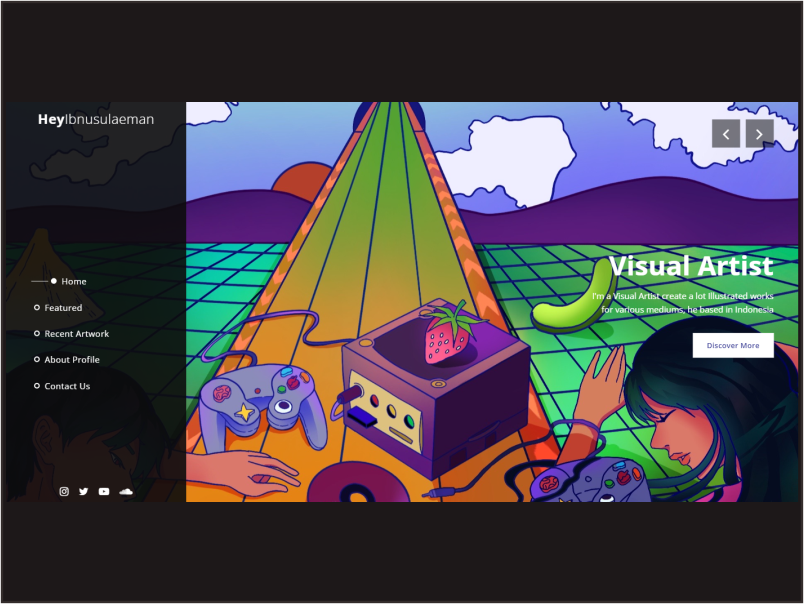 HeyIbnusulaeman
Home
Featured
Recent Artwork
About Profile
Contact Us
Visual Artist
I'm a Visual Artist create a lot Illustrated works
for various mediums, he based in Indonesia
Discover More